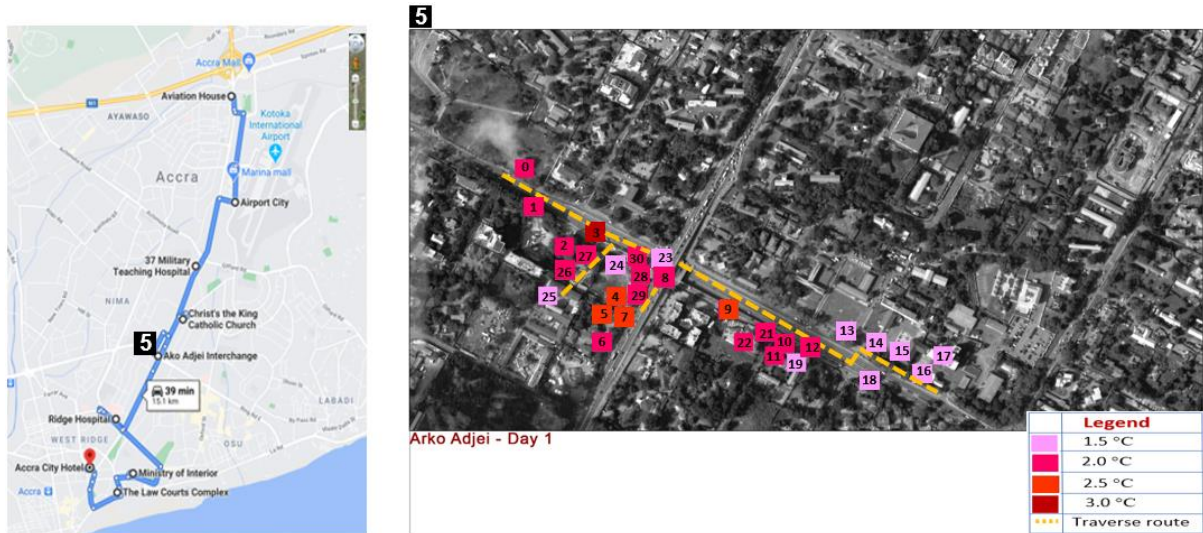 Accra Mall
Aviation House
N1
AYAWASO
Kotoka
International
Airport
Accra
Marina mall
Airport City
37 Military
Teaching Hospital
NIMA
Christ's the King
Catholic Church
5
Ako Adjei Interchange
39 min
15.1 km
LABADI
Ridge Hospital
WEST RIDGE
OSU
Accra City Hotel
Ministry of Interior
Accra
The Law Courts Complex
5
0
1
3
2
27
30
23
24
26
28
8
25
4
29
5
7
9
6
13
21
22
10
12
14
11
19
15
17
16
18
Arko Adjei - Day 1
Legend
1.5 °C
2.0 °C
2.5 °C
3.0 °C
Traverse route